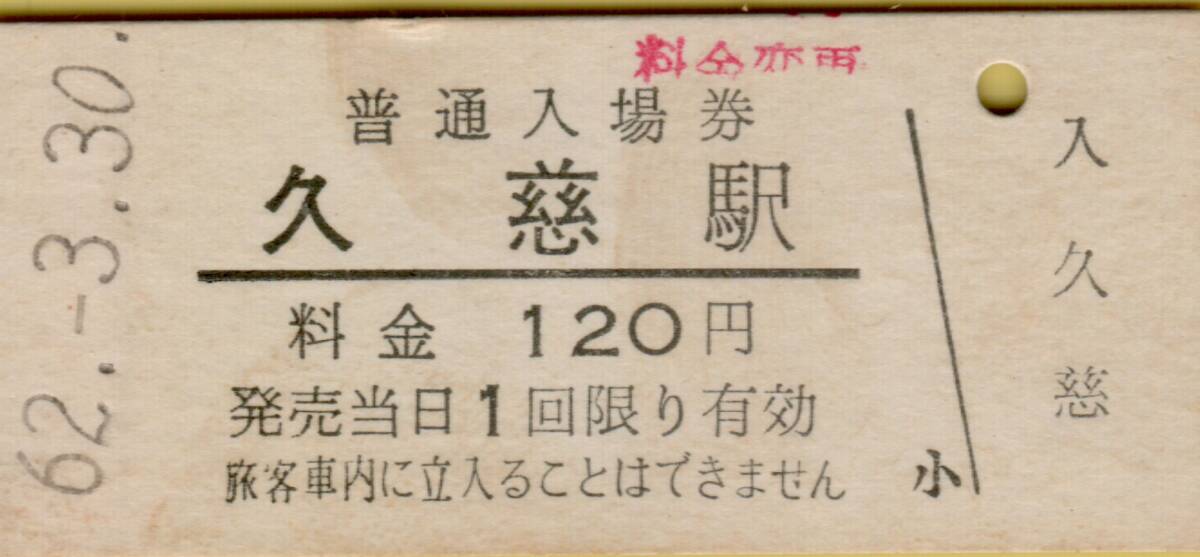 料金変更
普通入場券
久慈駅
料金 120円
発売当日1回限り有効
旅客車内に立入ることはできません
小
入久慈
62.-3.30.